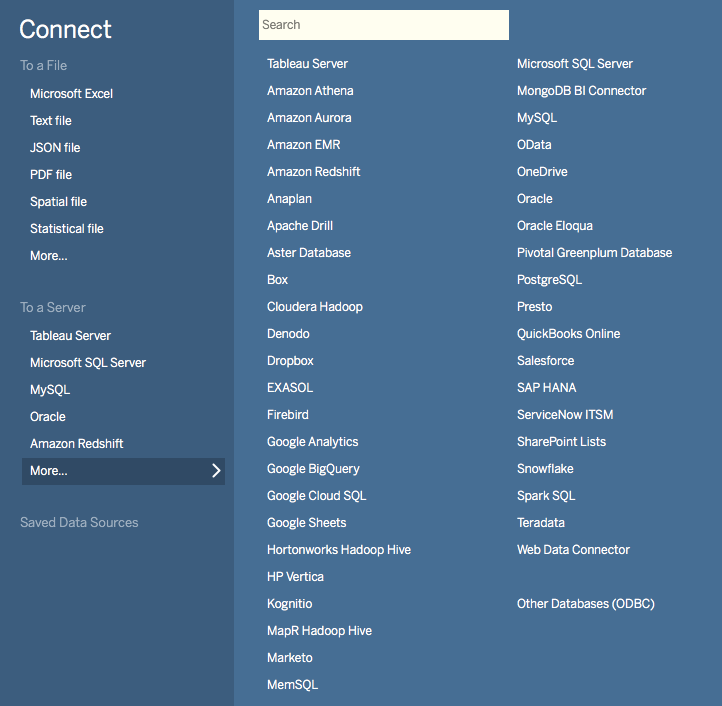 Connect
To a File
Microsoft Excel
Text file
JSON file
PDF file
Spatial file
Statistical file
More...
To a Server
Tableau Server
Microsoft SQL Server
MySQL
Oracle
Amazon Redshift
More...
Saved Data Sources
Search
Tableau Server
Amazon Athena
Amazon Aurora
Amazon EMR
Amazon Redshift
Anaplan
Apache Drill
Aster Database
Box
Cloudera Hadoop
Denodo
Dropbox
EXASOL
Firebird
Google Analytics
Google BigQuery
Google Cloud SQL
Google Sheets
Hortonworks Hadoop Hive
HP Vertica
Kognitio
MapR Hadoop Hive
Marketo
MemSQL
Microsoft SQL Server
MongoDB BI Connector
MySQL
OData
OneDrive
Oracle
Oracle Eloqua
Pivotal Greenplum Database
PostgreSQL
Presto
QuickBooks Online
Salesforce
SAP HANA
ServiceNow ITSM
SharePoint Lists
Snowflake
Spark SQL
Teradata
Web Data Connector
Other Databases (ODBC)